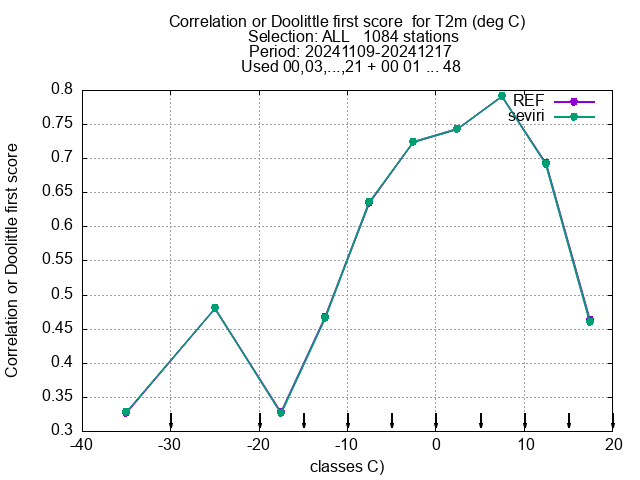 Correlation or Doolittle first score  for T2m (deg C)
Selection: ALL   1084 stations
Period: 20241109-20241217
Used 00,03,...,21 + 00 01 ... 48
REF
seviri
Correlation or Doolittle first score
0.8
0.75
0.7
0.65
0.6
0.55
0.5
0.45
0.4
0.35
0.3
-40 -30 -20 -10 0 10 20
classes C)